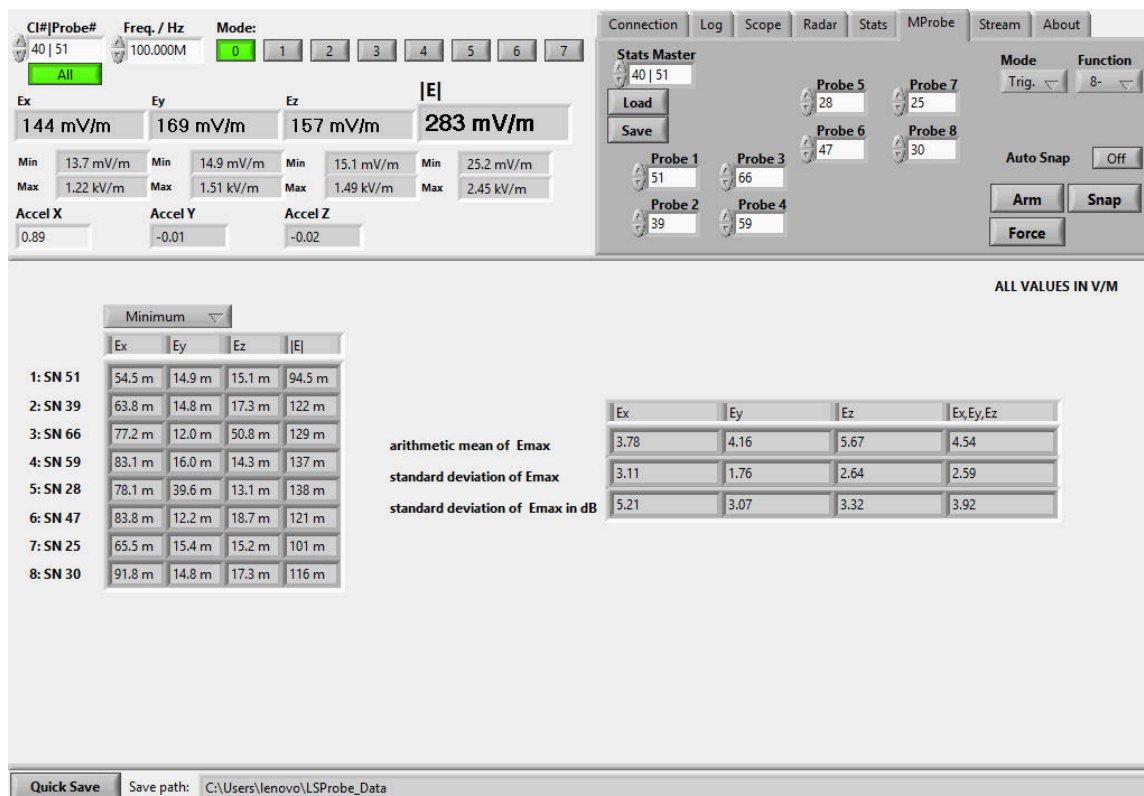 CI#|Probe# Freq. / Hz Mode:
40 | 51 100.000M 0 1 2 3 4 5 6 7
All
Ex Ey Ez |E|
144 mV/m 169 mV/m 157 mV/m 283 mV/m
Min 13.7 mV/m Min 14.9 mV/m Min 15.1 mV/m Min 25.2 mV/m
Max 1.22 kV/m Max 1.51 kV/m Max 1.49 kV/m Max 2.45 kV/m
Accel X Accel Y Accel Z
0.89 -0.01 -0.02
Connection Log Scope Radar Stats MProbe Stream About
Stats Master
40 | 51
Load
Save
Probe 1 Probe 3
51 66
Probe 2 Probe 4
39 59
Probe 5 Probe 7
28 25
Probe 6 Probe 8
47 30
Mode Function
Trig. 8-
Auto Snap Off
Arm Snap
Force
ALL VALUES IN V/M
Minimum
Ex Ey Ez |E|
1: SN 51 54.5 m 14.9 m 15.1 m 94.5 m
2: SN 39 63.8 m 14.8 m 17.3 m 122 m
3: SN 66 77.2 m 12.0 m 50.8 m 129 m
4: SN 59 83.1 m 16.0 m 14.3 m 137 m
5: SN 28 78.1 m 39.6 m 13.1 m 138 m
6: SN 47 83.8 m 12.2 m 18.7 m 121 m
7: SN 25 65.5 m 15.4 m 15.2 m 101 m
8: SN 30 91.8 m 14.8 m 17.3 m 116 m
Ex Ey Ez Ex,Ey,Ez
arithmetic mean of Emax 3.78 4.16 5.67 4.54
standard deviation of Emax 3.11 1.76 2.64 2.59
standard deviation of Emax in dB 5.21 3.07 3.32 3.92
Quick Save Save path: C:\Users\lenovo\LSProbe_Data